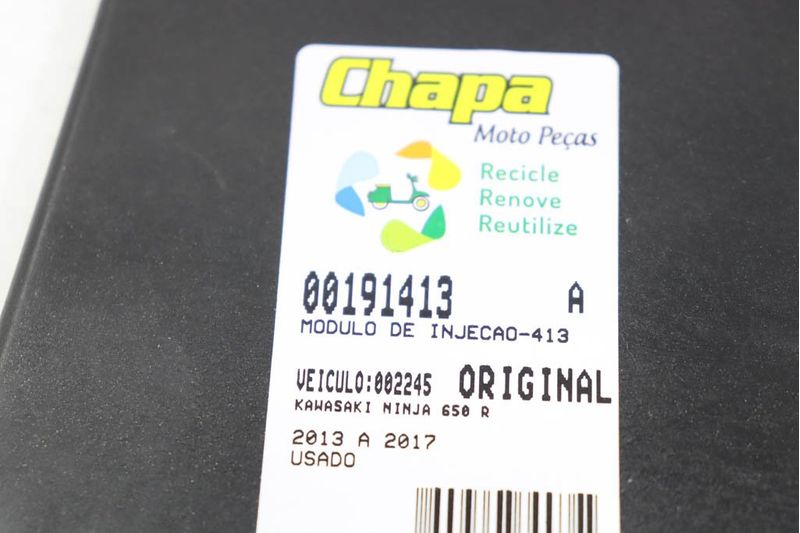 Chapa
Moto Peças
Recicle
Renove
Reutilize
00191413 A
MODULO DE INJECAO-413
VEICULO:002245 ORIGINAL
KAWASAKI NINJA 650 R
2013 A 2017
USADO